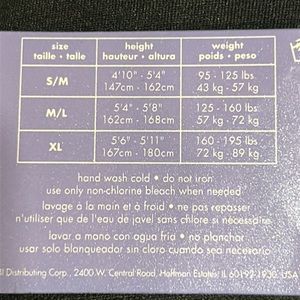 size height weight
taille • talle hauteur • altura poids • peso
S/M 4'10" - 5'4" 95 - 125 lbs.
147cm - 162cm 43 kg - 57 kg
M/L 5'4" - 5'8" 125 - 160 lbs.
162cm - 168cm 57 kg - 72 kg
XL 5'6" - 5'11" 160 - 195 lbs
167cm - 180cm 72 kg - 89 kg
hand wash cold • do not iron
use only non-chlorine bleach when needed
lavage à la main et à froid • ne pas repasser
n'utiliser que de l'eau de javel sans chlore si nécessaire
lavar a mano con agua fria • no planchar
usar solo blanqueador sin cloro cuando sea necesario
Distributing Corp., 2400 W. Central Road, Hoffman Estates, IL 60192-1930, USA